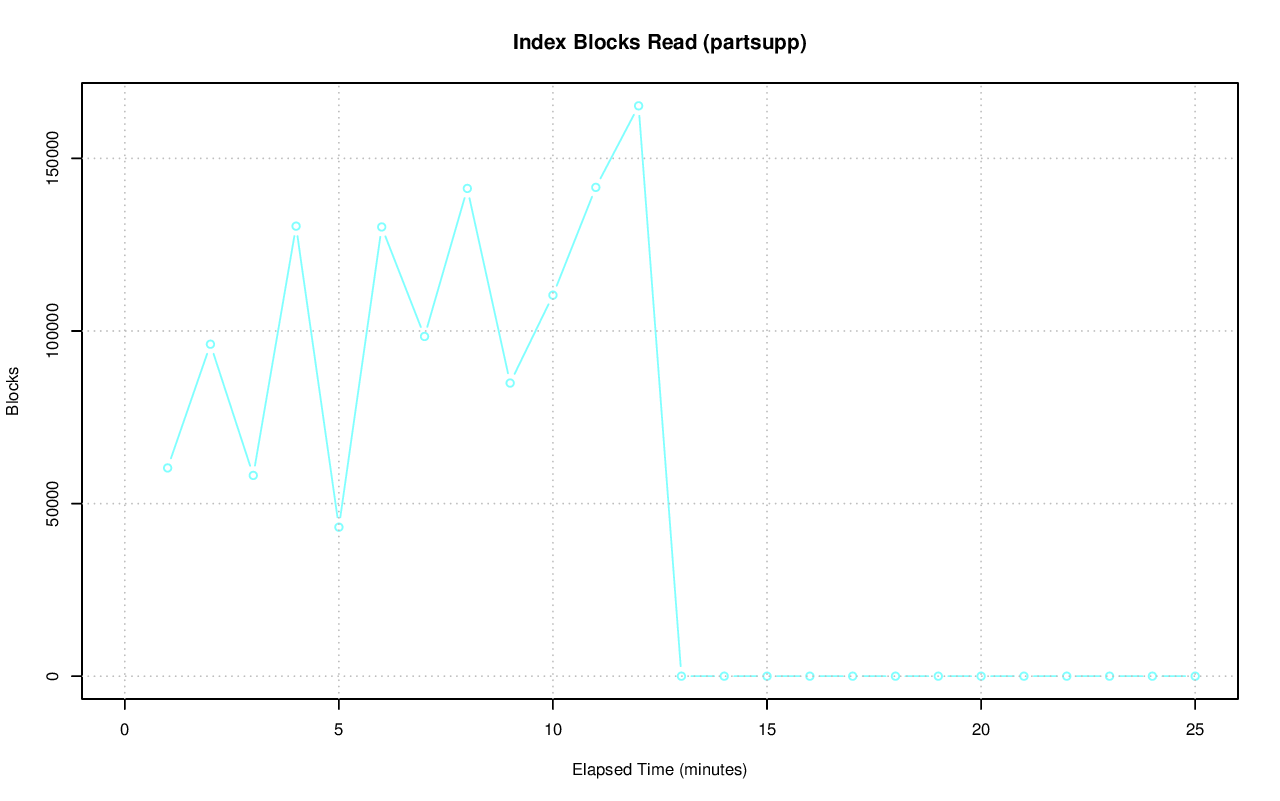 Index Blocks Read (partsupp)
Blocks
150000
100000
50000
0
0 5 10 15 20 25
Elapsed Time (minutes)